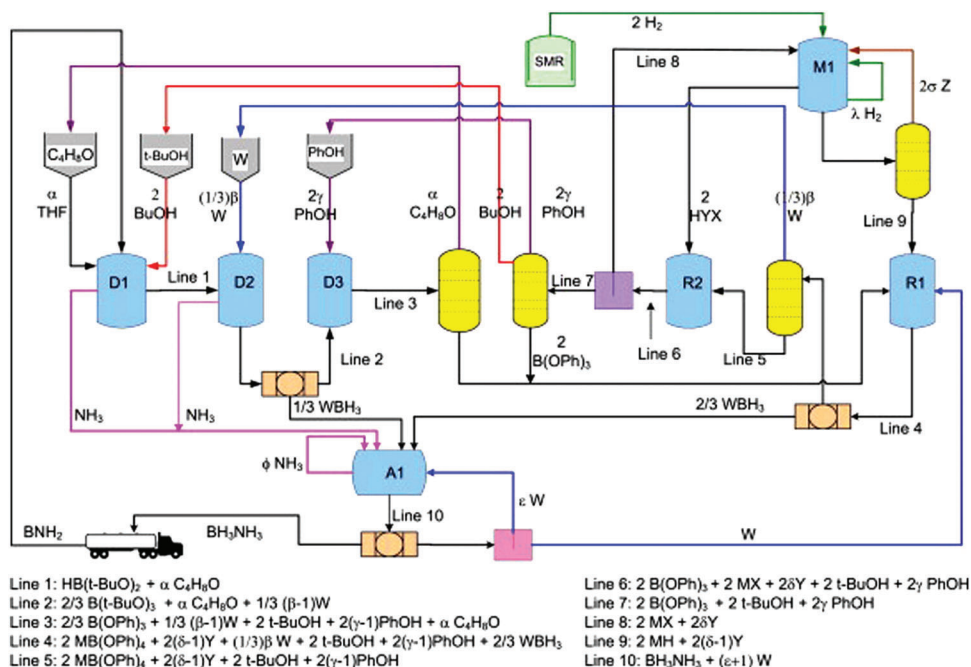 2 H₂
SMR
Line 8
M1
2σ Z
λ H₂
C₄H₈O
t-BuOH
W
PhOH
α
THF
2
BuOH
(1/3)β
W
2γ
PhOH
α
C₄H₈O
2
BuOH
2γ
PhOH
2
HYX
(1/3)β
W
Line 9
D1
Line 1
D2
D3
Line 3
Line 7
R2
R1
Line 2
2
B(OPh)₃
Line 6
Line 5
NH₃
NH₃
1/3 WBH₃
2/3 WBH₃
Line 4
ϕ NH₃
A1
ε W
Line 10
BNH₂
BH₃NH₃
W
Line 1: HB(t-BuO)₂ + α C₄H₈O
Line 2: 2/3 B(t-BuO)₃ + α C₄H₈O + 1/3 (β-1)W
Line 3: 2/3 B(OPh)₃ + 1/3 (β-1)W + 2 t-BuOH + 2(γ-1)PhOH + α C₄H₈O
Line 4: 2 MB(OPh)₄ + 2(δ-1)Y + (1/3)β W + 2 t-BuOH + 2(γ-1)PhOH + 2/3 WBH₃
Line 5: 2 MB(OPh)₄ + 2(δ-1)Y + 2 t-BuOH + 2(γ-1)PhOH
Line 6: 2 B(OPh)₃ + 2 MX + 2δY + 2 t-BuOH + 2γ PhOH
Line 7: 2 B(OPh)₃ + 2 t-BuOH + 2γ PhOH
Line 8: 2 MX + 2δY
Line 9: 2 MH + 2(δ-1)Y
Line 10: BH₃NH₃ + (ε+1) W